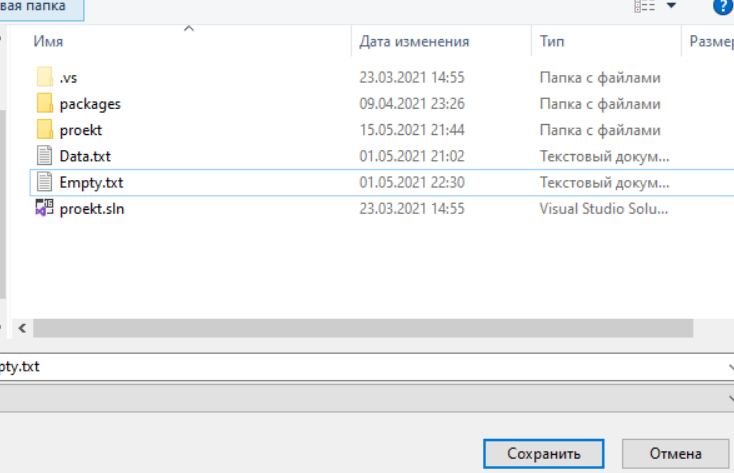 вая папка
Имя Дата изменения Тип Размер
.vs 23.03.2021 14:55 Папка с файлами
packages 09.04.2021 23:26 Папка с файлами
proekt 15.05.2021 21:44 Папка с файлами
Data.txt 01.05.2021 21:02 Текстовый докум...
Empty.txt 01.05.2021 22:30 Текстовый докум...
proekt.sln 23.03.2021 14:55 Visual Studio Solu...
pty.txt
Сохранить Отмена